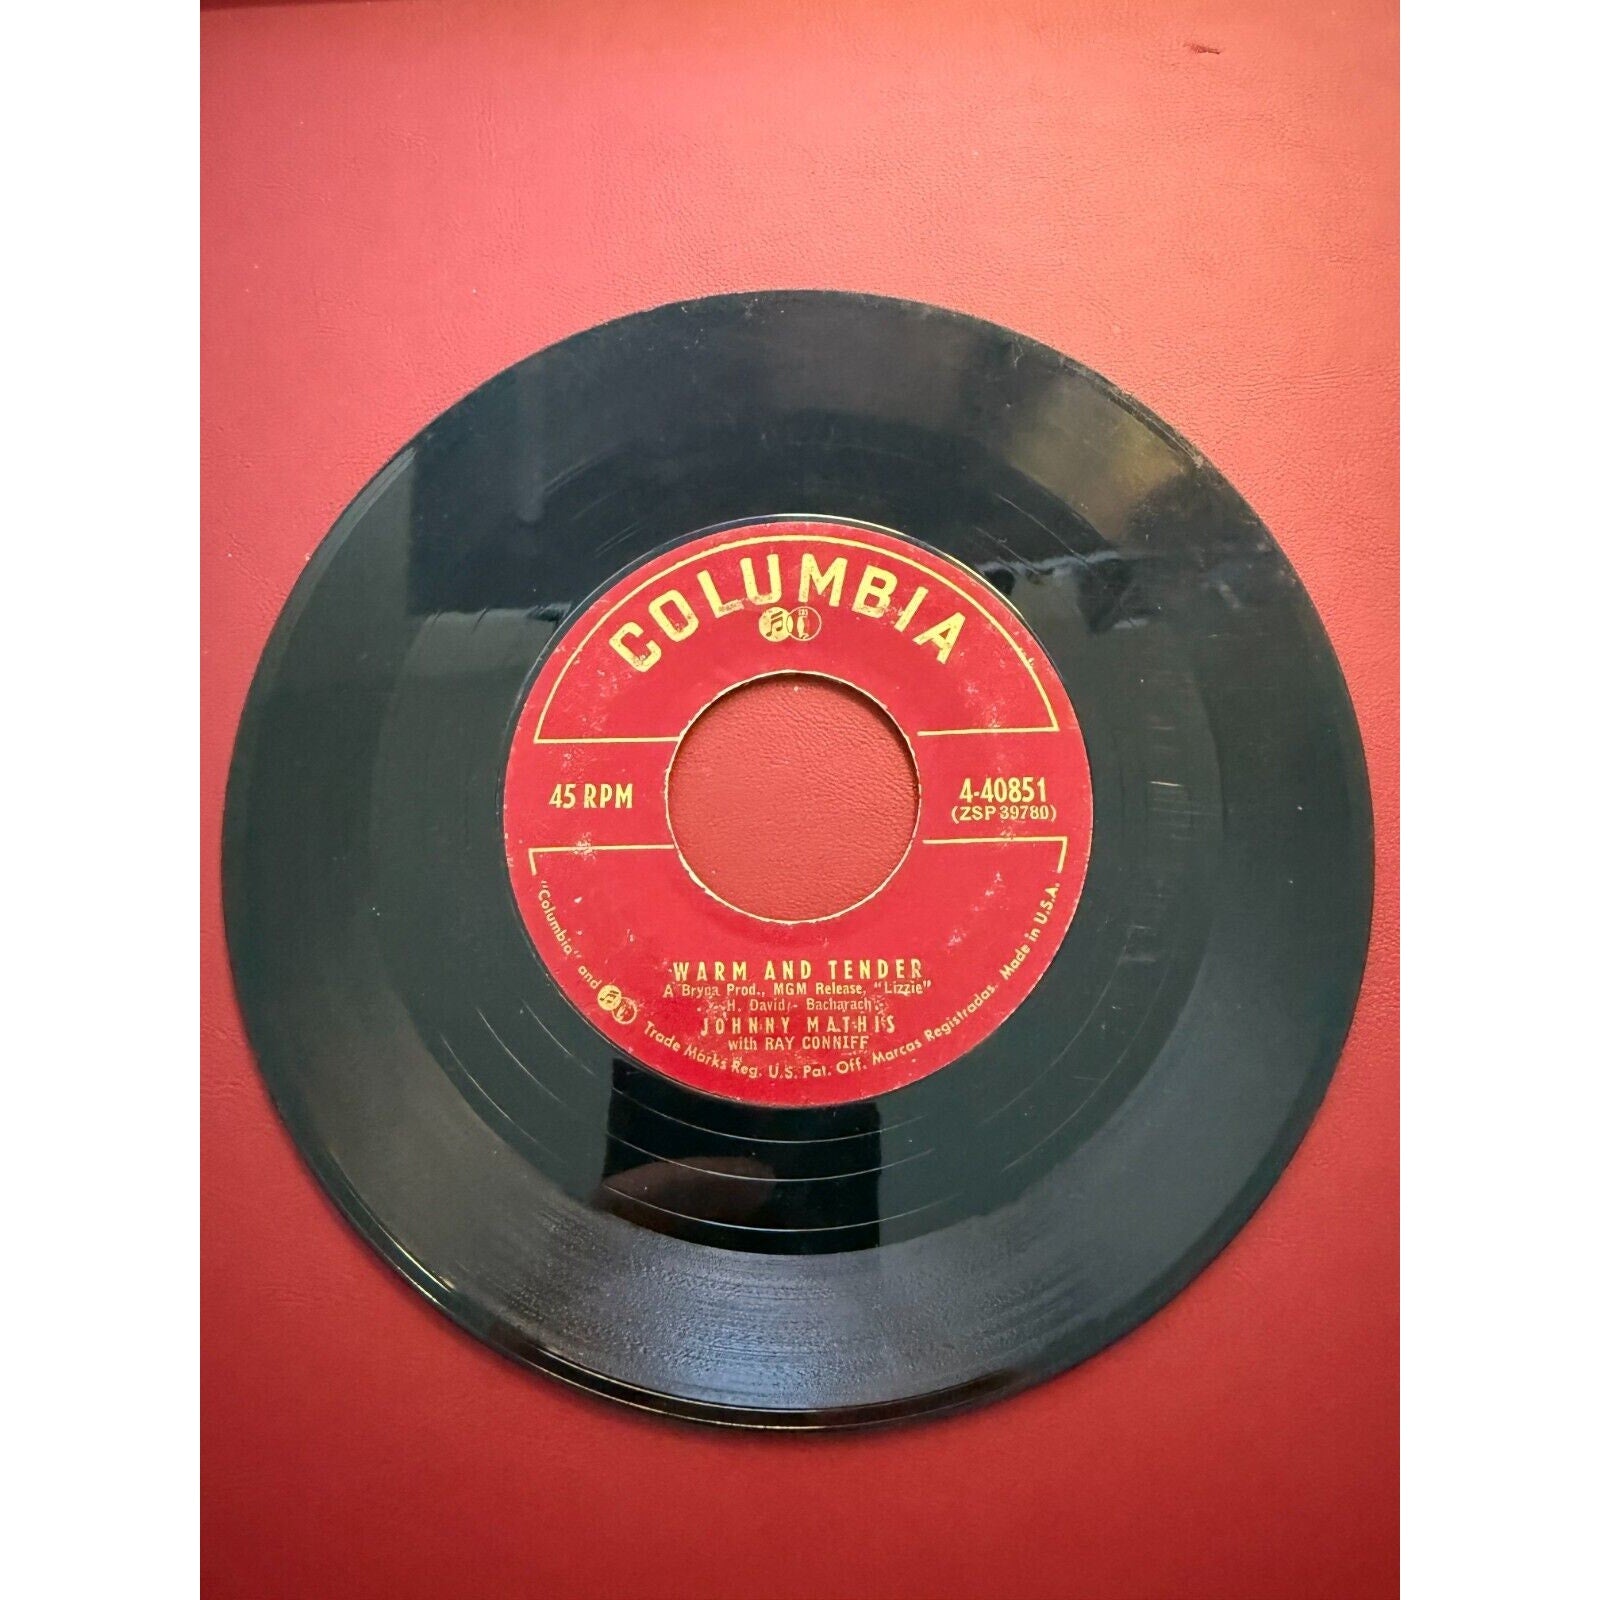 COLUMBIA
45 RPM
4-40851
(ZSP 39780)
WARM AND TENDER
A Bryna Prod., MGM Release, "Lizzie"
H. David - Bacharach
JOHNNY MATHIS
with RAY CONNIFF
"Columbia" and Trade Marks Reg. U.S. Pat. Off. Marcas Registradas. Made in U.S.A.